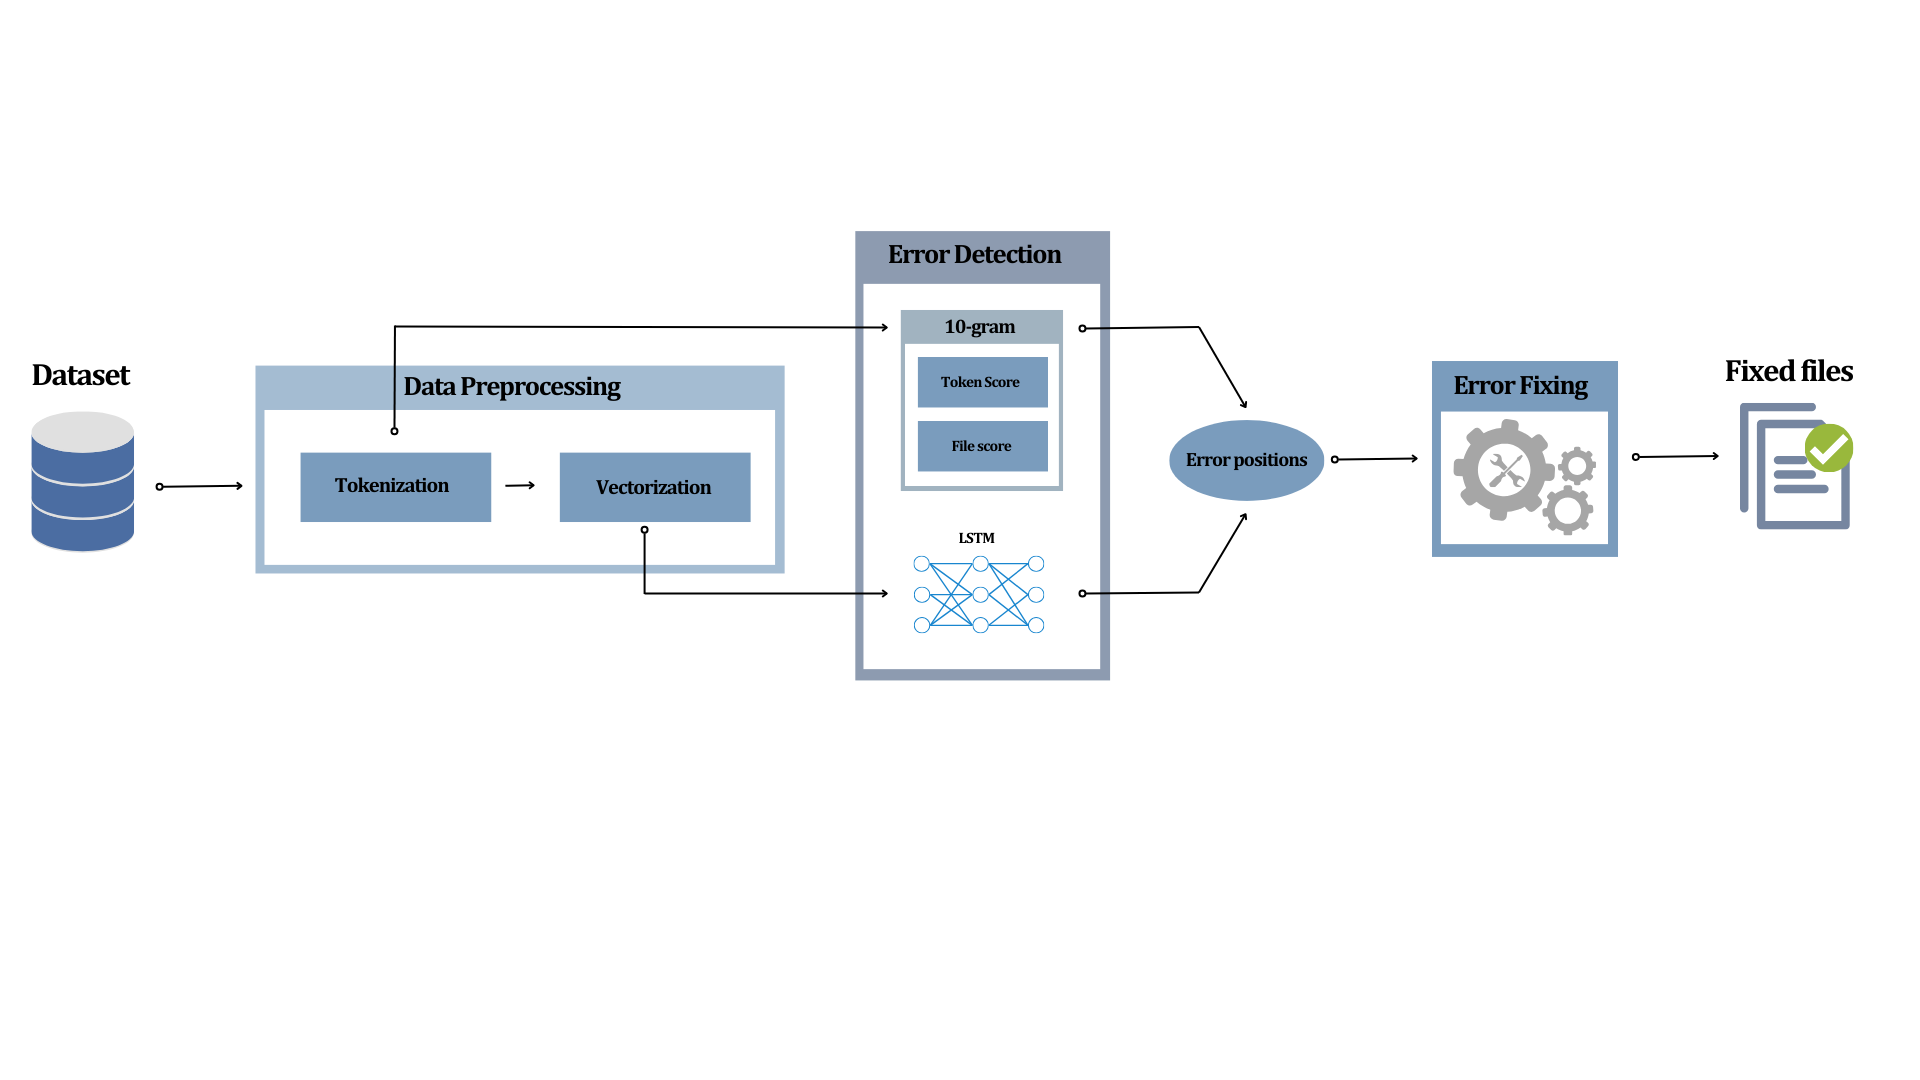 Dataset
Data Preprocessing
Tokenization
Vectorization
Error Detection
10-gram
Token Score
File score
LSTM
Error positions
Error Fixing
Fixed files